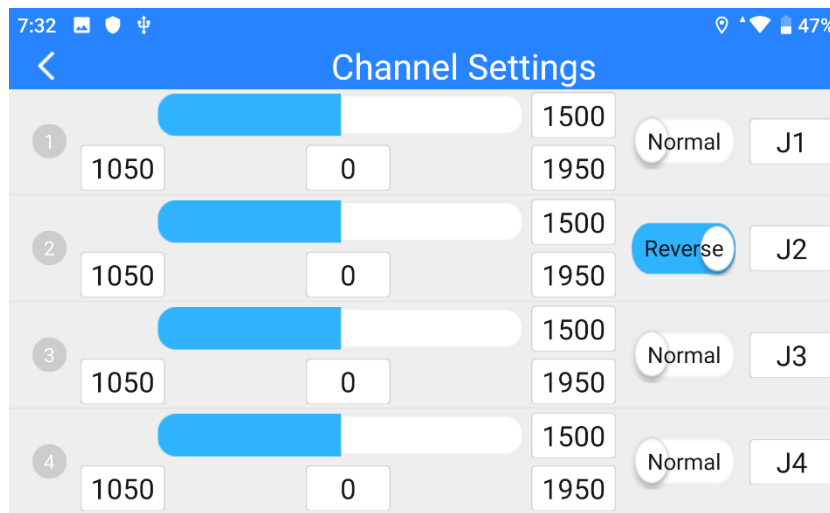 7:32 47%
Channel Settings
1 1500 Normal J1
1050 0 1950
2 1500 Reverse J2
1050 0 1950
3 1500 Normal J3
1050 0 1950
4 1500 Normal J4
1050 0 1950